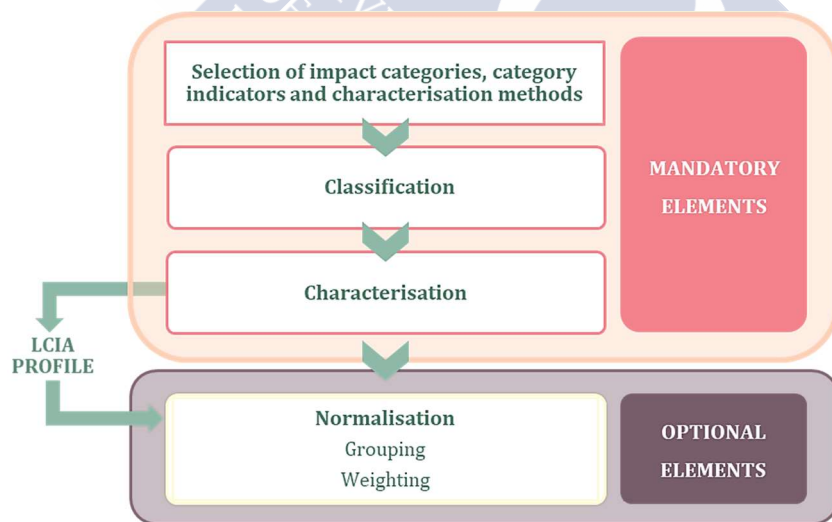 Selection of impact categories, category
indicators and characterisation methods
Classification
Characterisation
MANDATORY
ELEMENTS
LCIA
PROFILE
Normalisation
Grouping
Weighting
OPTIONAL
ELEMENTS